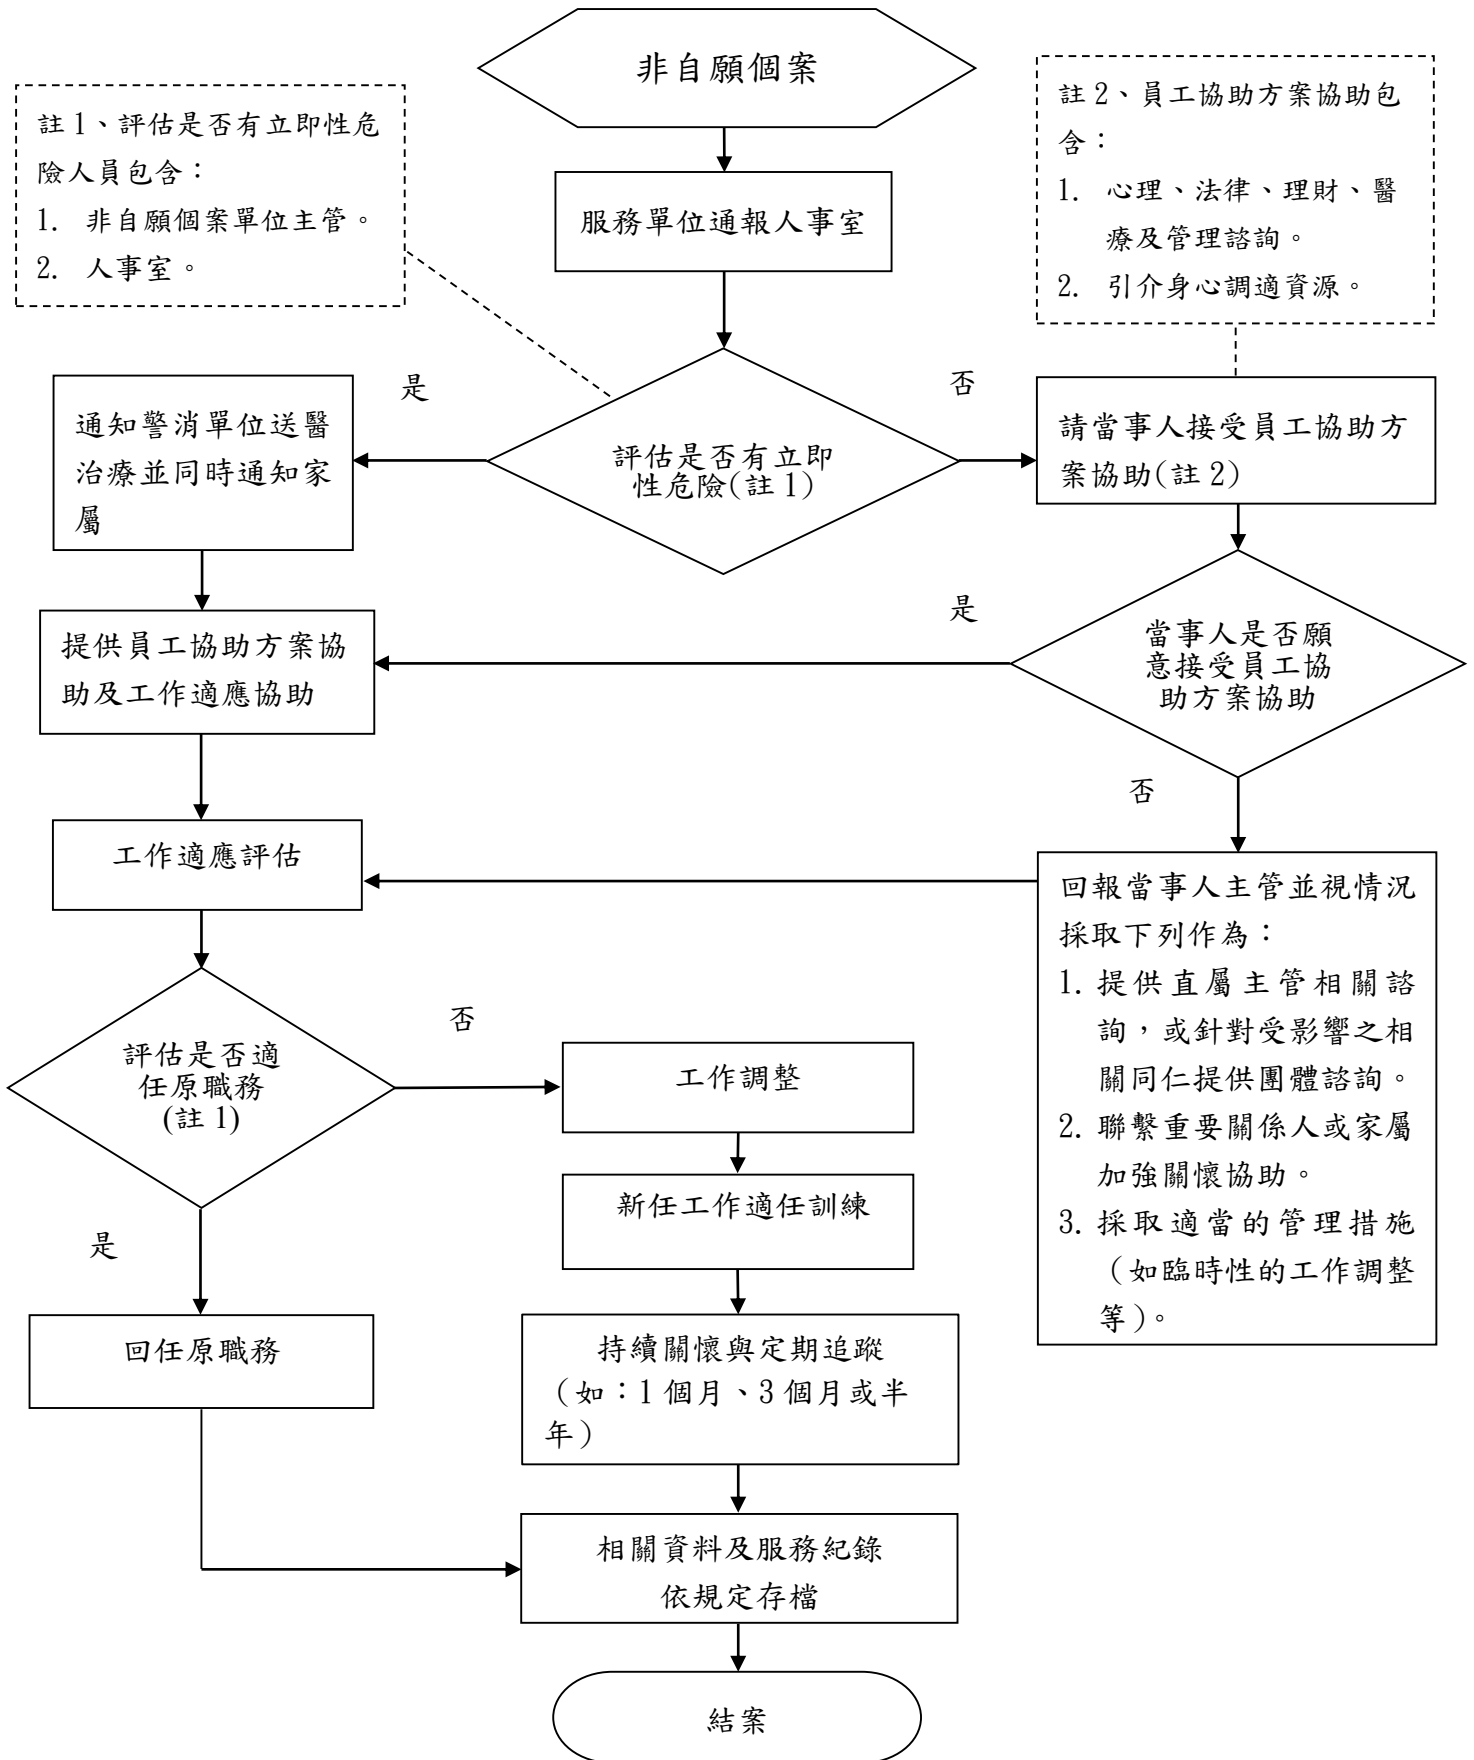 非自願個案
註1、評估是否有立即性危
險人員包含：
1. 非自願個案單位主管。
2. 人事室。
註2、員工協助方案協助包
含：
1. 心理、法律、理財、醫
療及管理諮詢。
2. 引介身心調適資源。
服務單位通報人事室
是
否
通知警消單位送醫
治療並同時通知家
屬
評估是否有立即
性危險(註1)
請當事人接受員工協助方
案協助(註2)
是
提供員工協助方案協
助及工作適應協助
當事人是否願
意接受員工協
助方案協助
否
工作適應評估
回報當事人主管並視情況
採取下列作為：
1. 提供直屬主管相關諮
詢，或針對受影響之相
關同仁提供團體諮詢。
2. 聯繫重要關係人或家屬
加強關懷協助。
3. 採取適當的管理措施
（如臨時性的工作調整
等）。
否
評估是否適
任原職務
(註1)
工作調整
新任工作適任訓練
是
回任原職務
持續關懷與定期追蹤
（如：1個月、3個月或半
年）
相關資料及服務紀錄
依規定存檔
結案